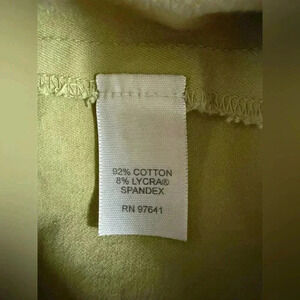 92% COTTON
8% LYCRA®
SPANDEX
RN 97641